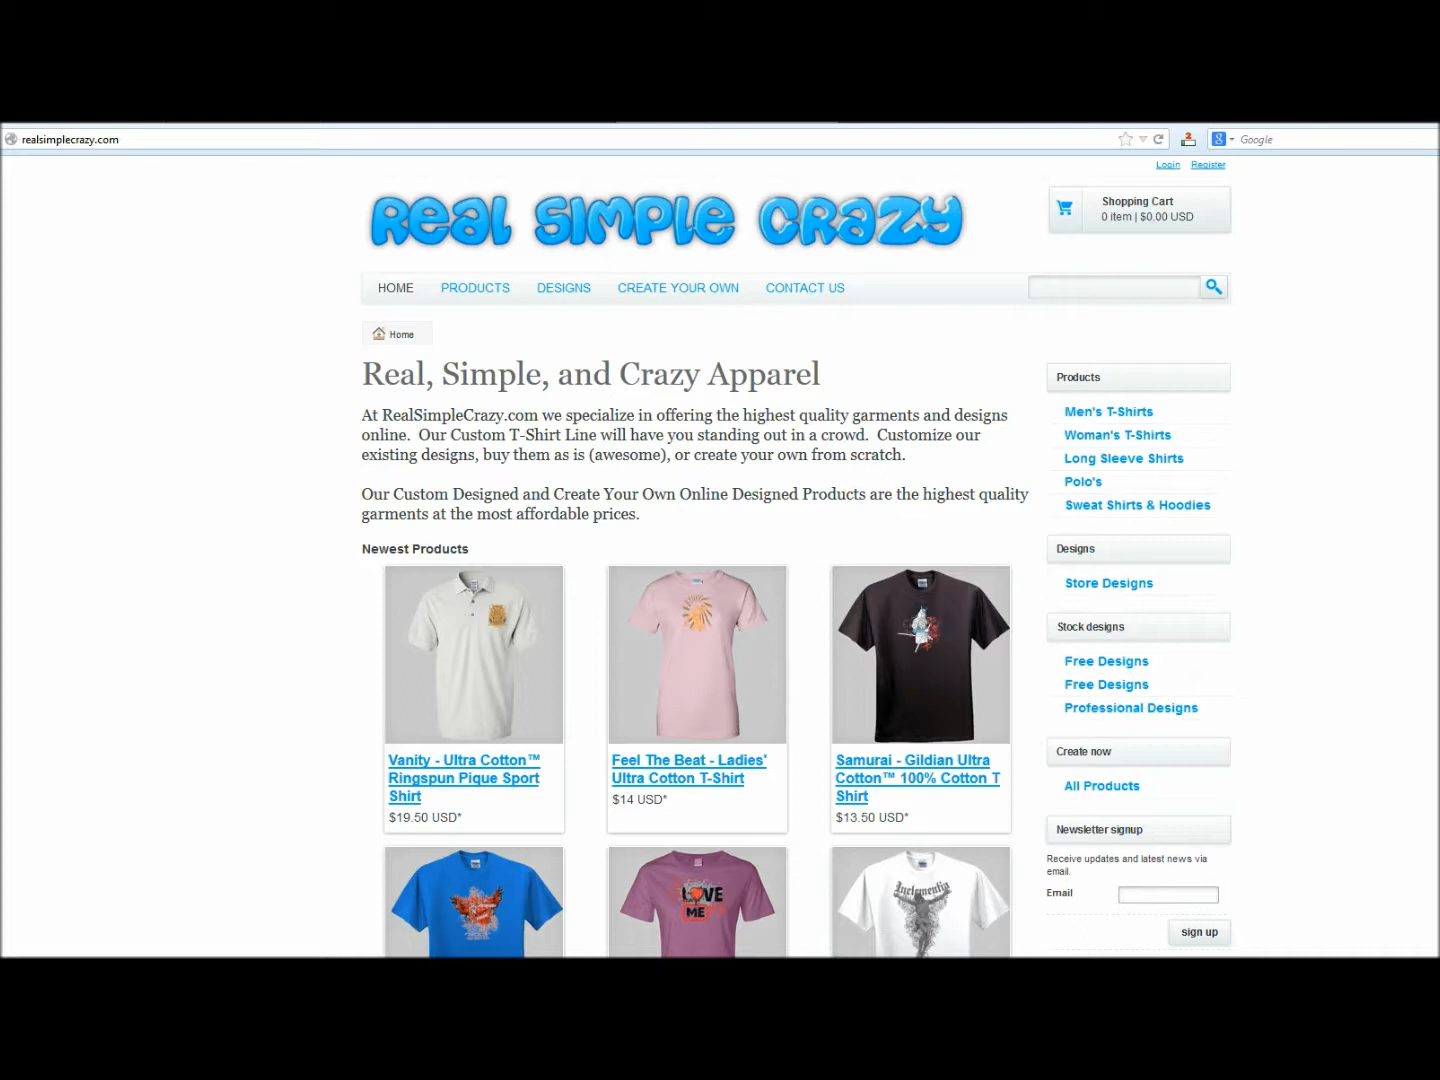 realsimplecrazy.com
2
8
Google
Login Register
Real Simple Crazy
Shopping Cart
0 item | $0.00 USD
HOME PRODUCTS DESIGNS CREATE YOUR OWN CONTACT US
Home
Real, Simple, and Crazy Apparel
At RealSimpleCrazy.com we specialize in offering the highest quality garments and designs
online. Our Custom T-Shirt Line will have you standing out in a crowd. Customize our
existing designs, buy them as is (awesome), or create your own from scratch.
Our Custom Designed and Create Your Own Online Designed Products are the highest quality
garments at the most affordable prices.
Newest Products
Vanity - Ultra Cotton™
Ringspun Pique Sport
Shirt
$19.50 USD*
Feel The Beat - Ladies'
Ultra Cotton T-Shirt
$14 USD*
Samurai - Gildian Ultra
Cotton™ 100% Cotton T
Shirt
$13.50 USD*
LOVE
ME
Inclementia
Products
Men's T-Shirts
Woman's T-Shirts
Long Sleeve Shirts
Polo's
Sweat Shirts & Hoodies
Designs
Store Designs
Stock designs
Free Designs
Free Designs
Professional Designs
Create now
All Products
Newsletter signup
Receive updates and latest news via
email.
Email
sign up